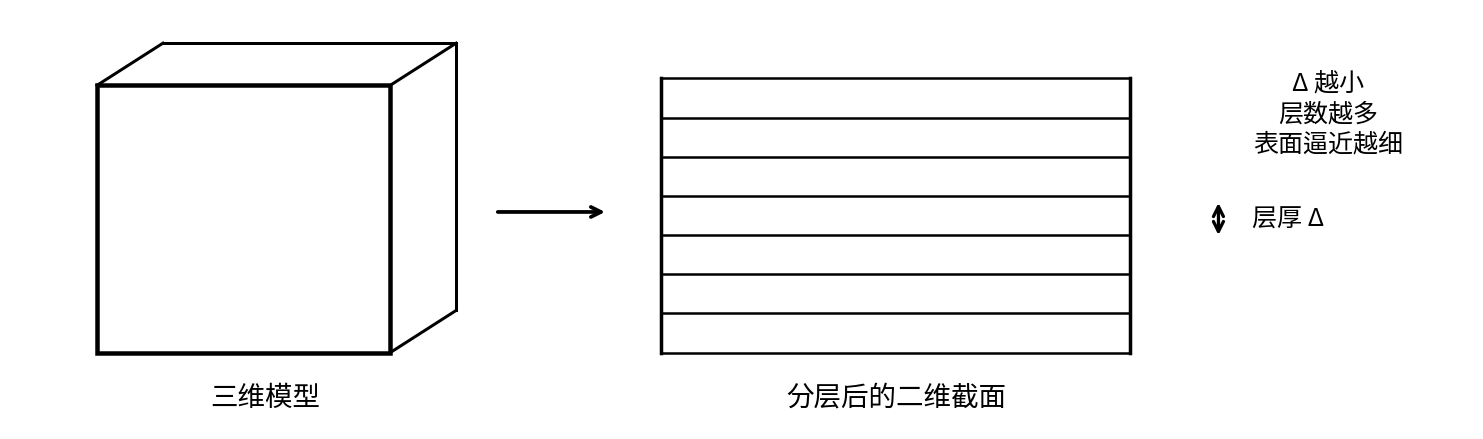 Δ 越小
层数越多
表面逼近越细
层厚 Δ
三维模型
分层后的二维截面